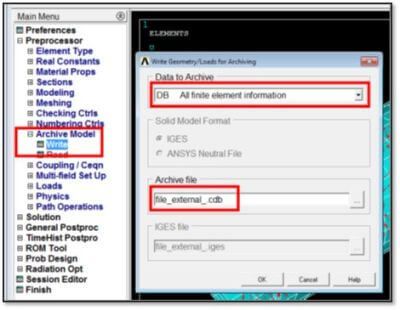 Main Menu
Preferences
Preprocessor
Element Type
Real Constants
Material Props
Sections
Modeling
Meshing
Checking Ctrls
Numbering Ctrls
Archive Model
Write
Read
Coupling / Ceqn
Multi-field Set Up
Loads
Physics
Path Operations
Solution
General Postproc
TimeHist Postpro
ROM Tool
Prob Design
Radiation Opt
Session Editor
Finish
1
ELEMENTS
Write Geometry/Loads for Archiving
Data to Archive
DB All finite element information
Solid Model Format
IGES
ANSYS Neutral File
Archive file
file_external_.cdb
...
IGES file
file_external_.iges
...
OK
Cancel
Help